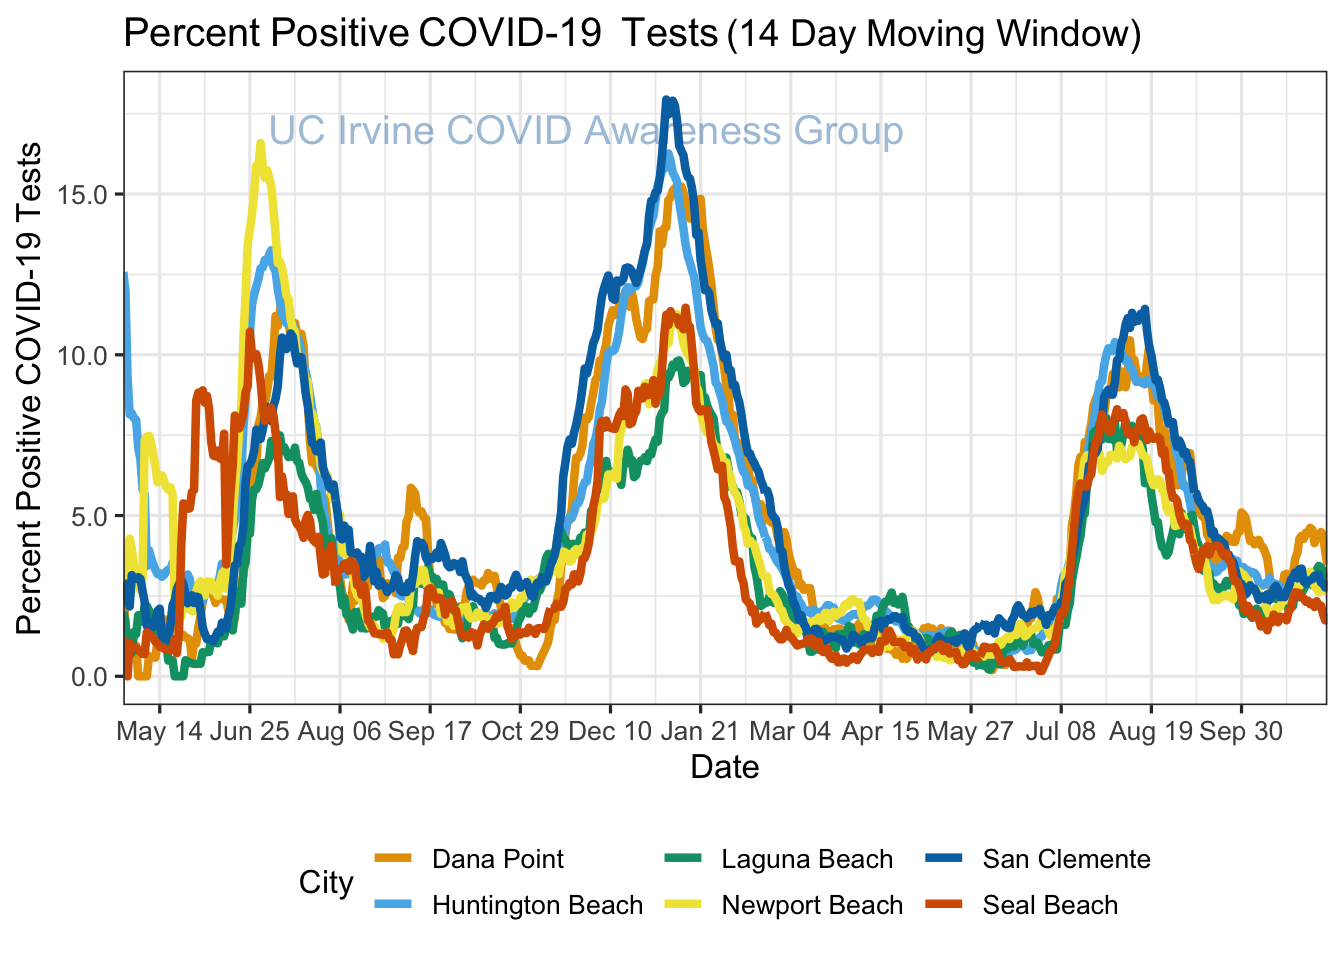 Percent Positive COVID-19 Tests (14 Day Moving Window)
UC Irvine COVID Awareness Group
Percent Positive COVID-19 Tests
15.0
10.0
5.0
0.0
May 14 Jun 25 Aug 06 Sep 17 Oct 29 Dec 10 Jan 21 Mar 04 Apr 15 May 27 Jul 08 Aug 19 Sep 30
Date
City
Dana Point Laguna Beach San Clemente
Huntington Beach Newport Beach Seal Beach